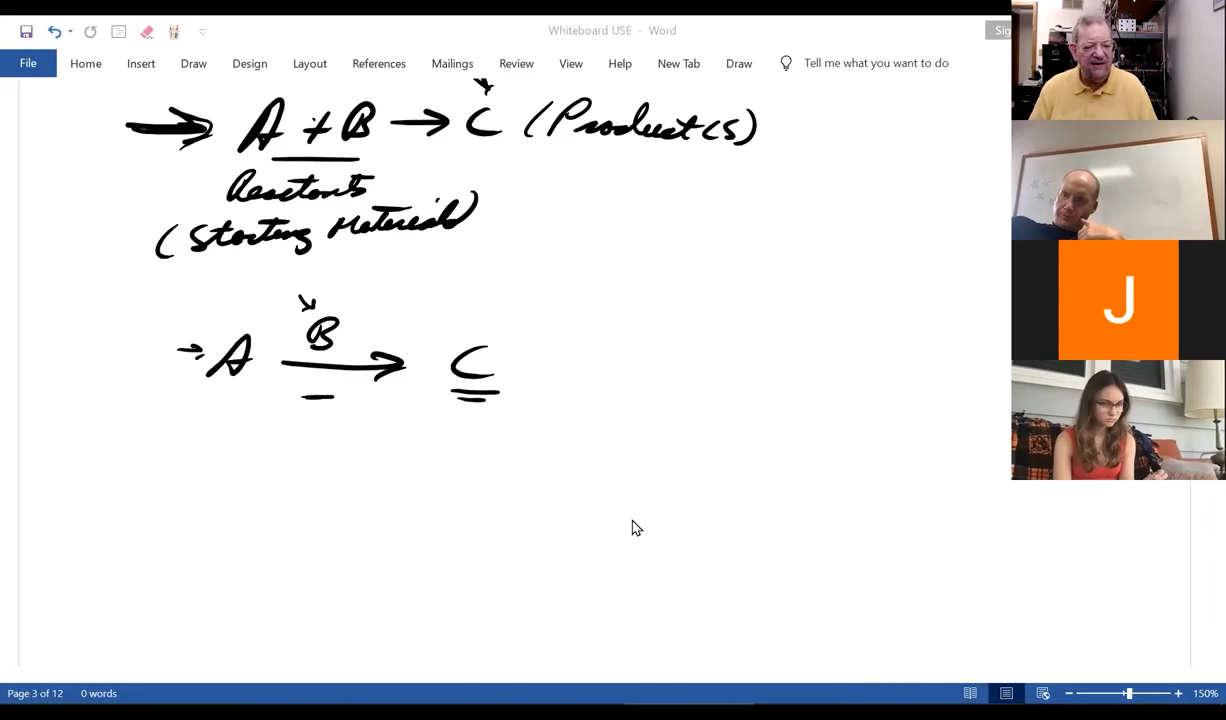 Whiteboard USE - Word
File Home Insert Draw Design Layout References Mailings Review View Help New Tab Draw Tell me what you want to do
A + B → C (Product(s)
Reactants
(Starting Material)
B
→ A → C
J
Page 3 of 12 0 words 150%